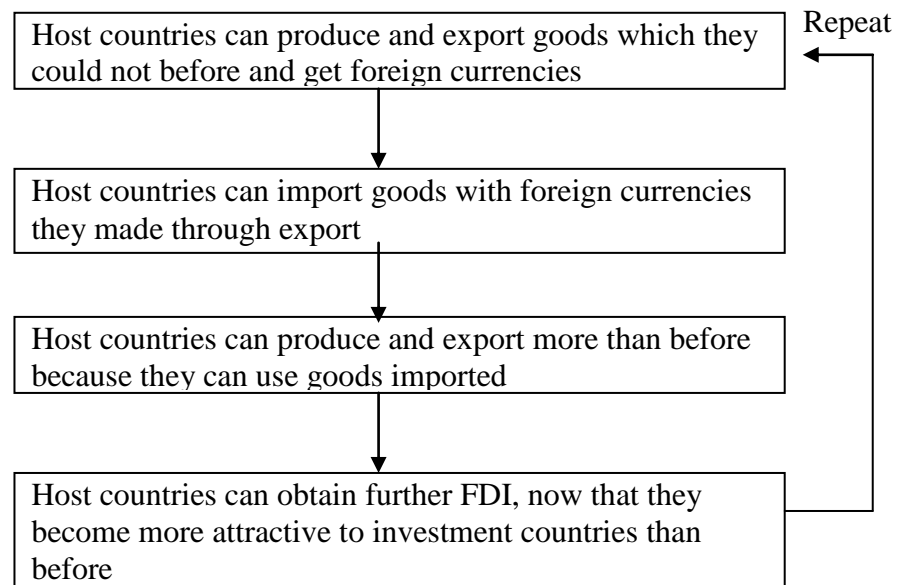 Repeat
Host countries can produce and export goods which they
could not before and get foreign currencies
Host countries can import goods with foreign currencies
they made through export
Host countries can produce and export more than before
because they can use goods imported
Host countries can obtain further FDI, now that they
become more attractive to investment countries than
before